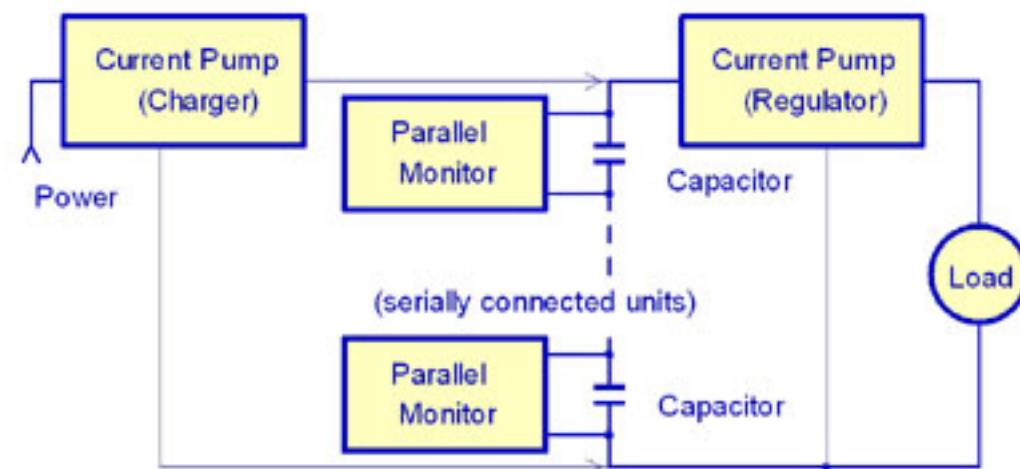 Current Pump
(Charger)
Current Pump
(Regulator)
Parallel
Monitor
Capacitor
Power
Load
(serially connected units)
Parallel
Monitor
Capacitor